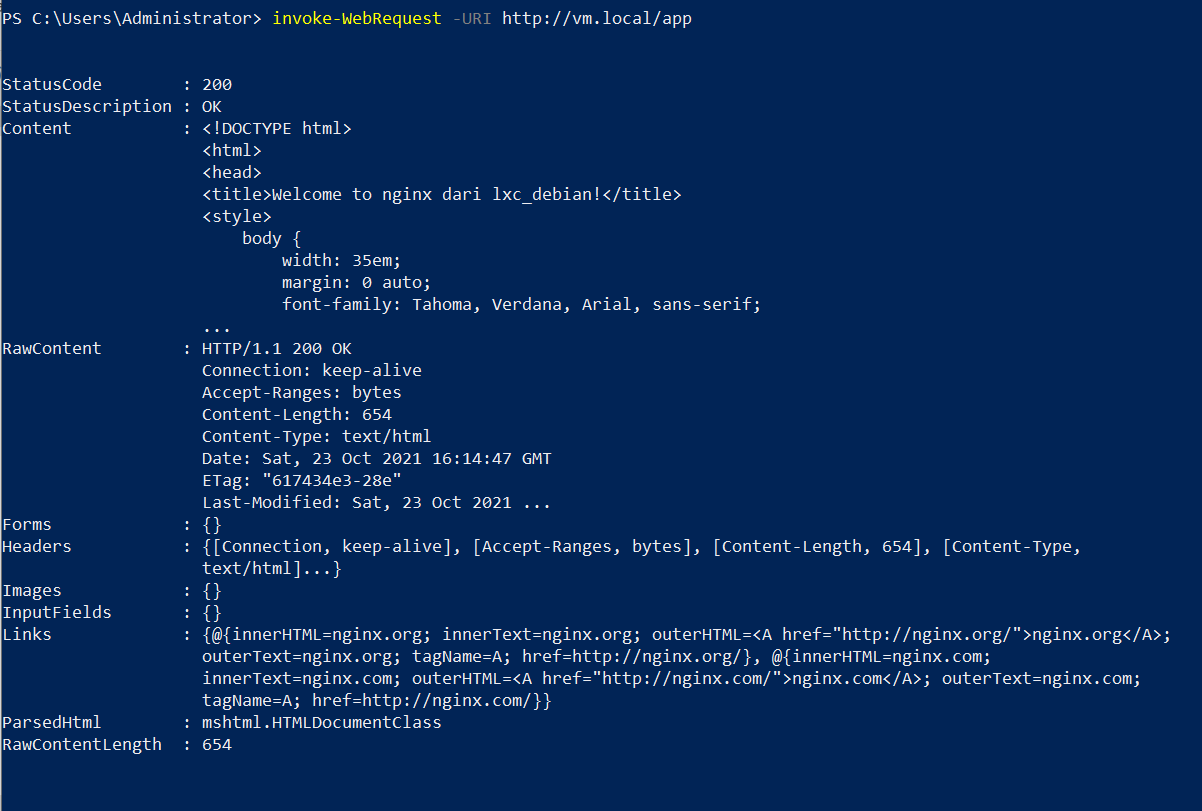 PS C:\Users\Administrator> invoke-WebRequest -URI http://vm.local/app
StatusCode : 200
StatusDescription : OK
Content : <!DOCTYPE html>
<html>
<head>
<title>Welcome to nginx dari lxc_debian!</title>
<style>
body {
width: 35em;
margin: 0 auto;
font-family: Tahoma, Verdana, Arial, sans-serif;
...
RawContent : HTTP/1.1 200 OK
Connection: keep-alive
Accept-Ranges: bytes
Content-Length: 654
Content-Type: text/html
Date: Sat, 23 Oct 2021 16:14:47 GMT
ETag: "617434e3-28e"
Last-Modified: Sat, 23 Oct 2021 ...
Forms : {}
Headers : {[Connection, keep-alive], [Accept-Ranges, bytes], [Content-Length, 654], [Content-Type,
text/html]...}
Images : {}
InputFields : {}
Links : {@{innerHTML=nginx.org; innerText=nginx.org; outerHTML=<A href="http://nginx.org/">nginx.org</A>;
outerText=nginx.org; tagName=A; href=http://nginx.org/}, @{innerHTML=nginx.com;
innerText=nginx.com; outerHTML=<A href="http://nginx.com/">nginx.com</A>; outerText=nginx.com;
tagName=A; href=http://nginx.com/}}
ParsedHtml : mshtml.HTMLDocumentClass
RawContentLength : 654